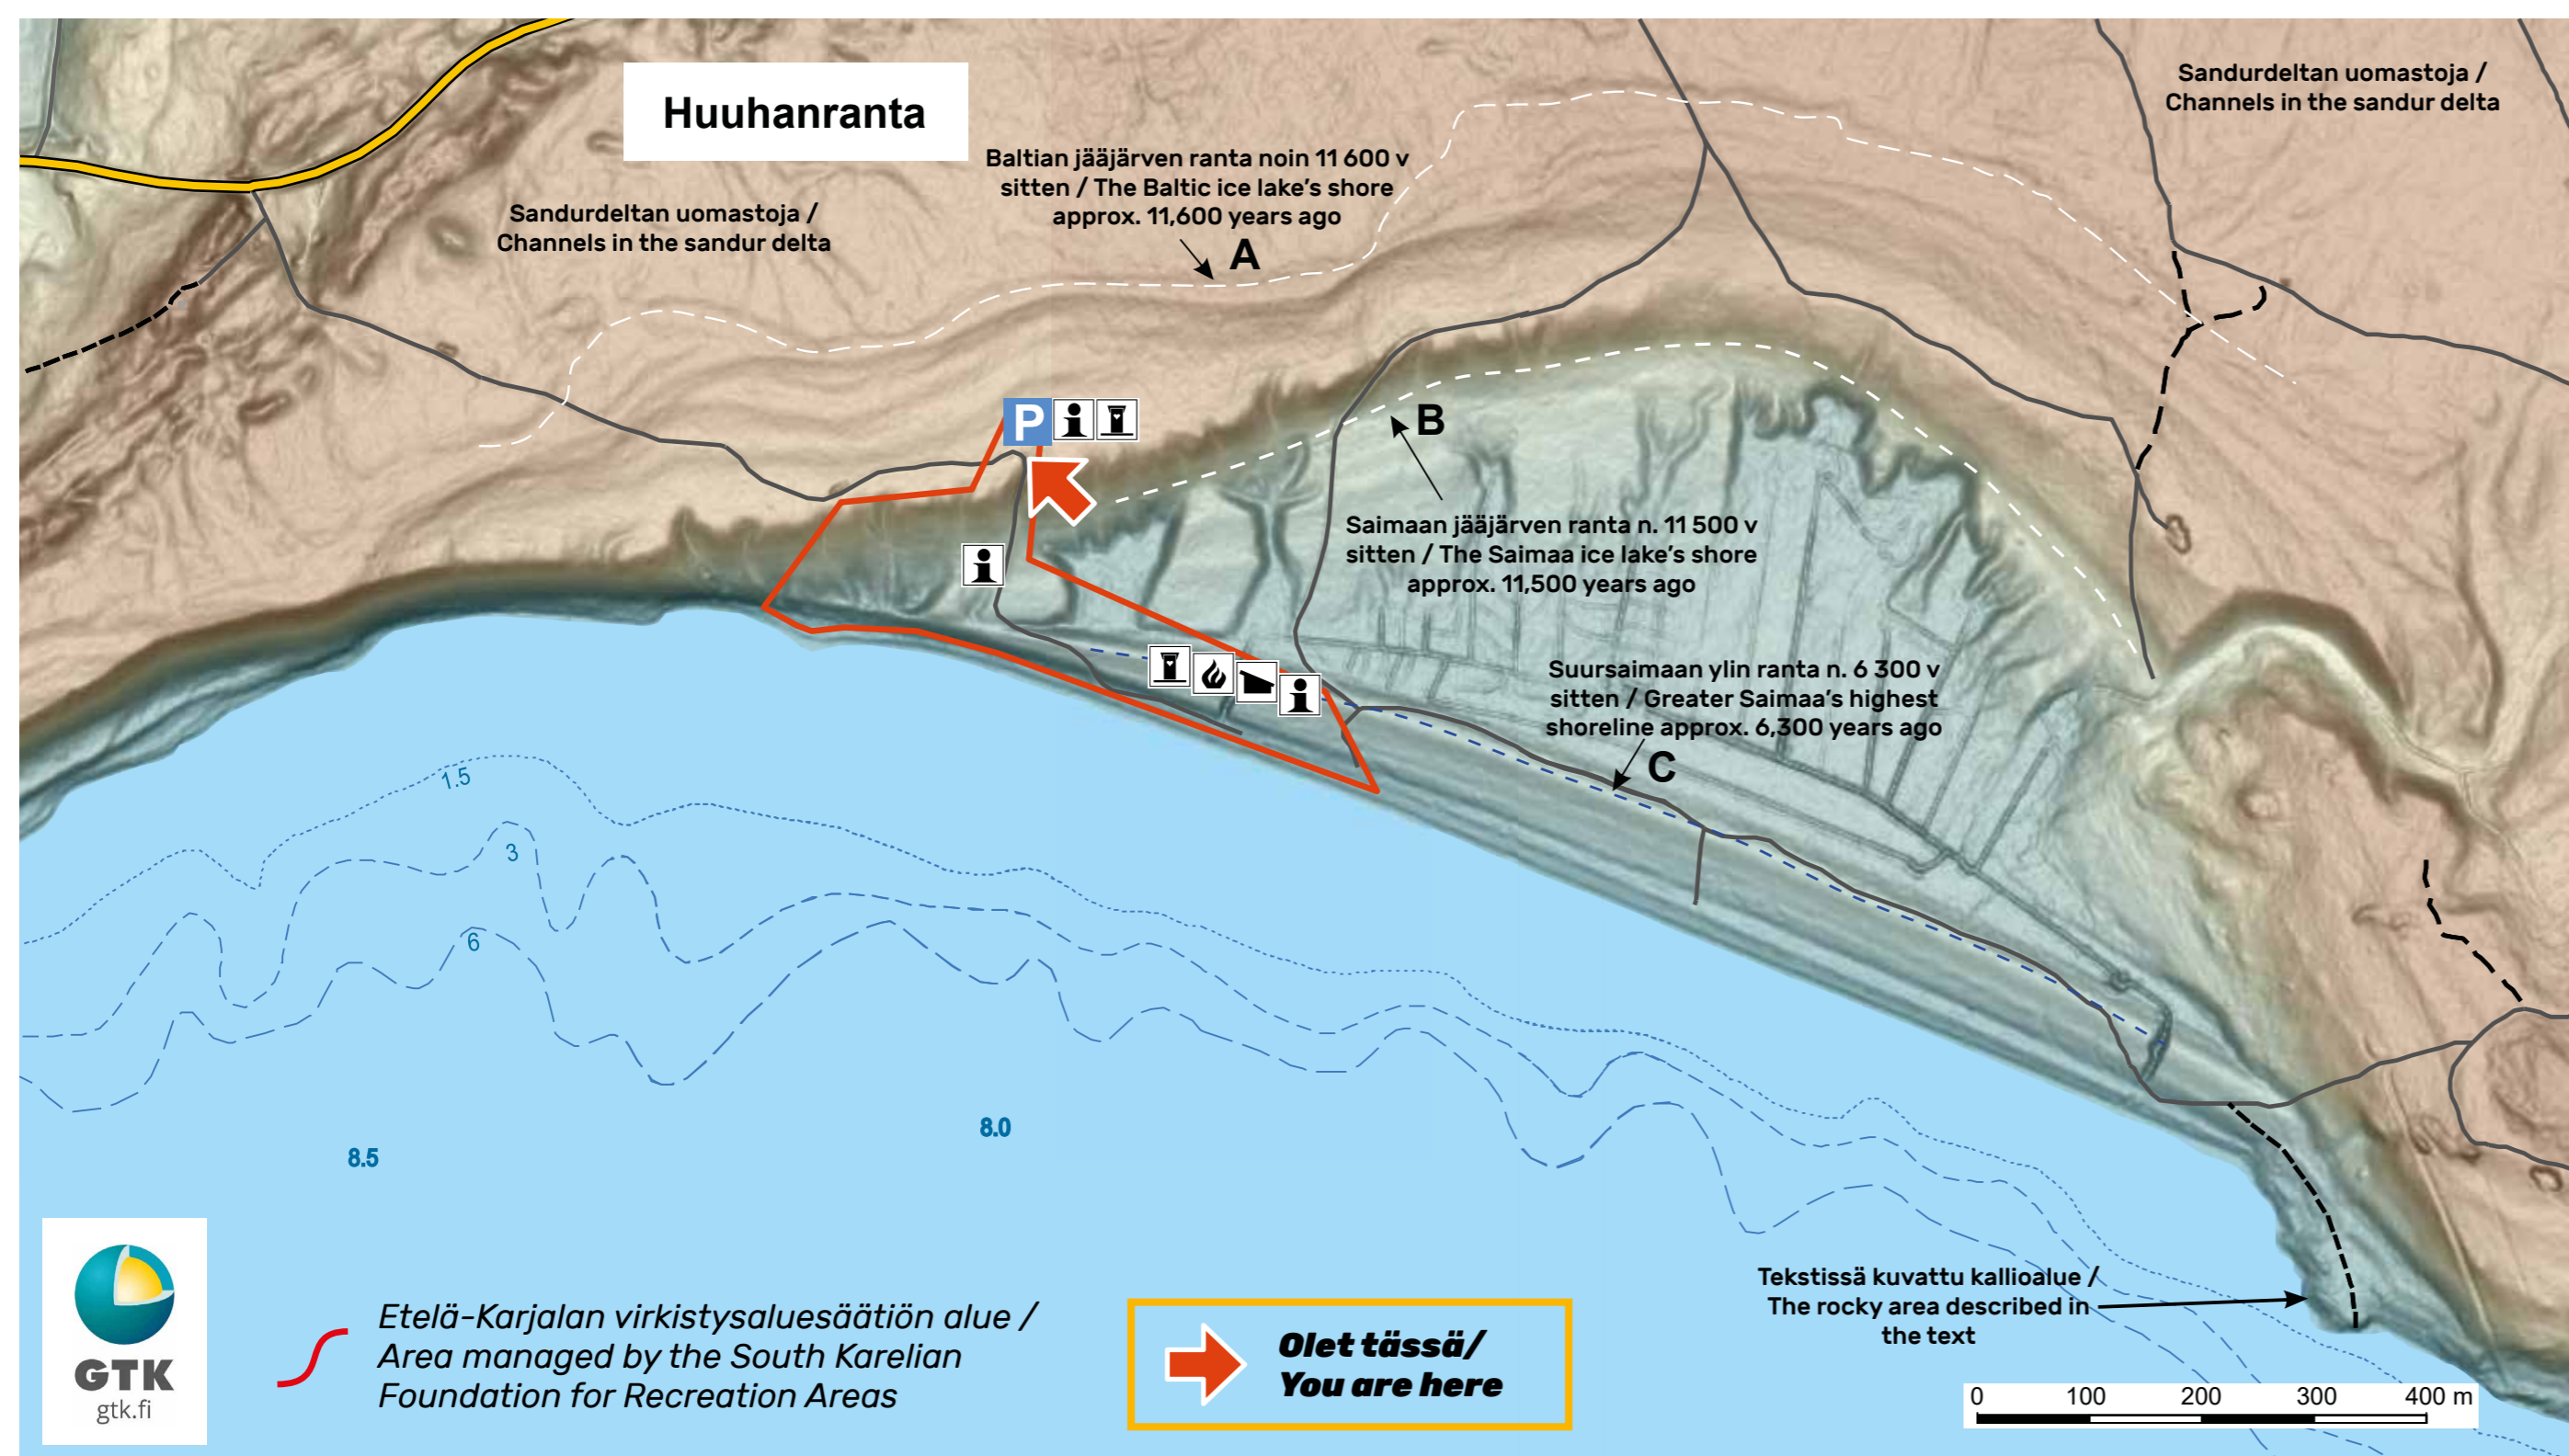 Huuhanranta
Sandurdeltan uomastoja /
Channels in the sandur delta
Baltian jääjärven ranta noin 11 600 v
sitten / The Baltic ice lake's shore
approx. 11,600 years ago
A
Sandurdeltan uomastoja /
Channels in the sandur delta
P
B
Saimaan jääjärven ranta n. 11 500 v
sitten / The Saimaa ice lake's shore
approx. 11,500 years ago
Suursaimaan ylin ranta n. 6 300 v
sitten / Greater Saimaa's highest
shoreline approx. 6,300 years ago
C
1.5
3
6
8.0
8.5
Tekstissä kuvattu kallioalue /
The rocky area described in
the text
GTK
gtk.fi
Etelä-Karjalan virkistysaluesäätiön alue /
Area managed by the South Karelian
Foundation for Recreation Areas
Olet tässä/
You are here
0 100 200 300 400 m